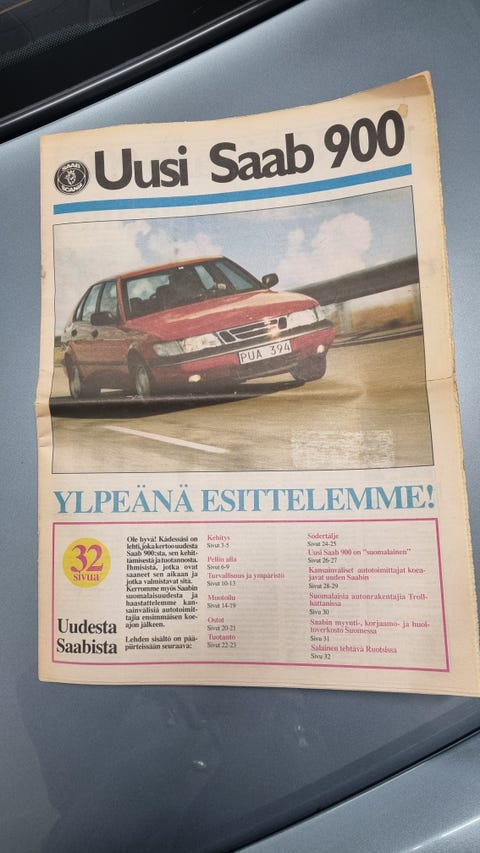 SAAB
SCANIA
Uusi Saab 900
PUA 394
YLPEÄNÄ ESITTELEMME!
32
sivua
Uudesta
Saabista
Ole hyvä! Kädessäsi on
lehti, joka kertoo uudesta
Saab 900:sta, sen kehit-
tämisestä ja tuotannosta.
Ihmisistä, jotka ovat
saaneet sen aikaan ja
jotka valmistavat sitä.
Kerromme myös Saabin
suomalaisuudesta ja
haastattelemme kan-
sainvälisiä autotoimit-
tajia ensimmäisen koe-
ajon jälkeen.
Lehden sisältö on pää-
piirteissään seuraava:
Kehitys
Sivut 3-5
Pellin alla
Sivut 6-9
Turvallisuus ja ympäristö
Sivut 10-13
Muotoilu
Sivut 14-19
Ostot
Sivut 20-21
Tuotanto
Sivut 22-23
Södertälje
Sivut 24-25
Uusi Saab 900 on "suomalainen"
Sivut 26-27
Kansainväliset autotoimittajat koea-
javat uuden Saabin
Sivut 28-29
Suomalaisia autonrakentajia Troll-
hättanissa
Sivu 30
Saabin myynti-, korjaamo- ja huol-
toverkosto Suomessa
Sivu 31
Salainen tehtävä Ruotsissa
Sivu 32